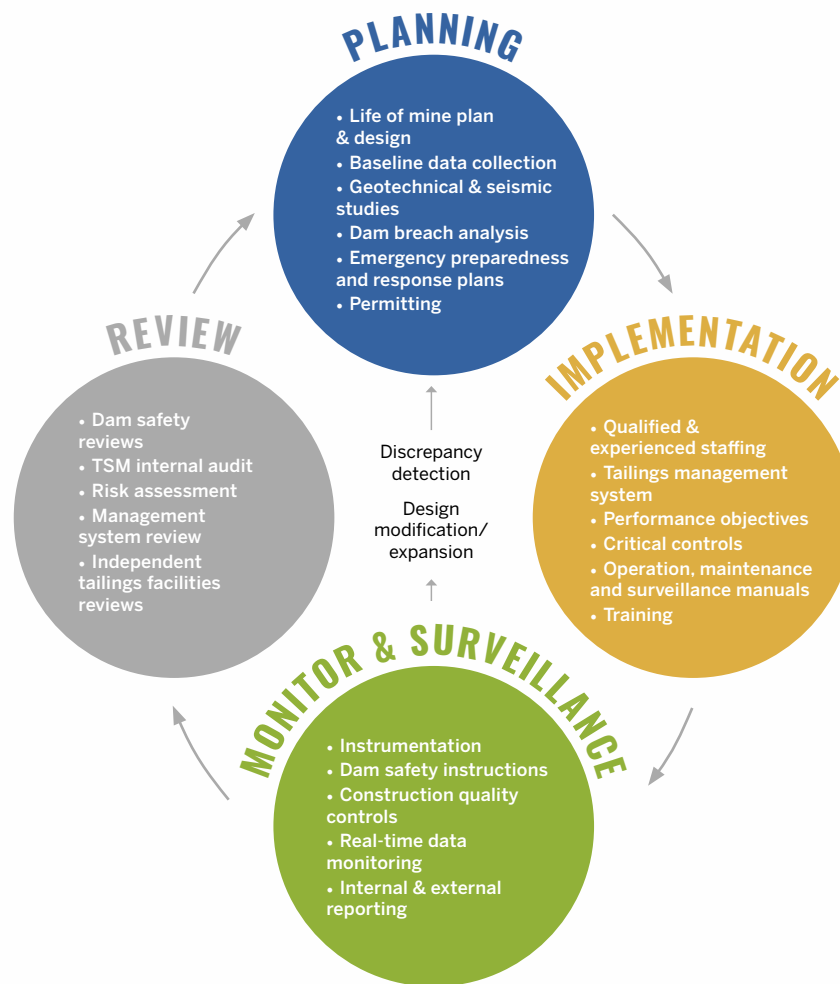 PLANNING
• Life of mine plan
& design
• Baseline data collection
• Geotechnical & seismic
studies
• Dam breach analysis
• Emergency preparedness
and response plans
• Permitting
IMPLEMENTATION
• Qualified &
experienced staffing
• Tailings management
system
• Performance objectives
• Critical controls
• Operation, maintenance
and surveillance manuals
• Training
MONITOR & SURVEILLANCE
• Instrumentation
• Dam safety instructions
• Construction quality
controls
• Real-time data
monitoring
• Internal & external
reporting
REVIEW
• Dam safety
reviews
• TSM internal audit
• Risk assessment
• Management
system review
• Independent
tailings facilities
reviews
Discrepancy
detection
Design
modification/
expansion